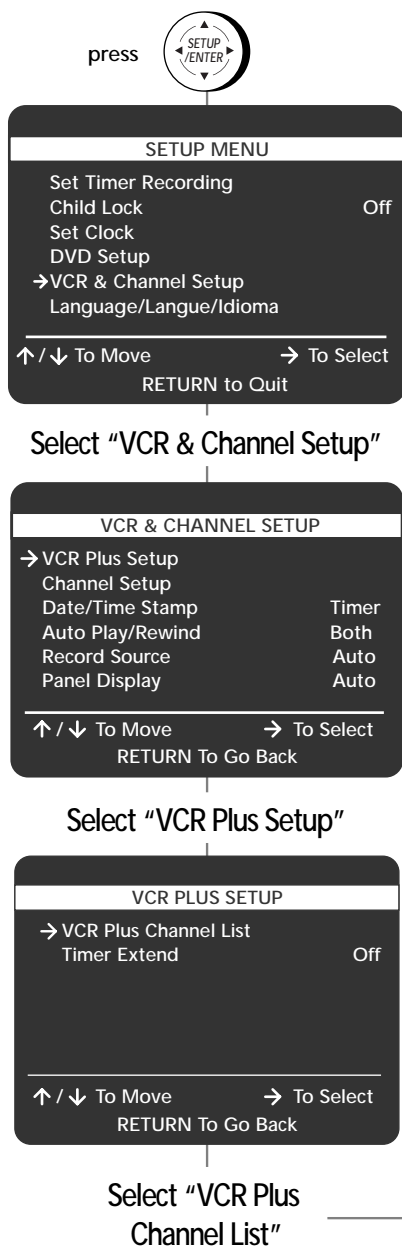 press
SETUP
/ENTER
SETUP MENU
Set Timer Recording
Child Lock Off
Set Clock
DVD Setup
→VCR & Channel Setup
Language/Langue/Idioma
↑/↓ To Move → To Select
RETURN to Quit
Select “VCR & Channel Setup”
VCR & CHANNEL SETUP
→ VCR Plus Setup
Channel Setup
Date/Time Stamp Timer
Auto Play/Rewind Both
Record Source Auto
Panel Display Auto
↑/↓ To Move → To Select
RETURN To Go Back
Select “VCR Plus Setup”
VCR PLUS SETUP
→ VCR Plus Channel List
Timer Extend Off
↑/↓ To Move → To Select
RETURN To Go Back
Select “VCR Plus
Channel List”